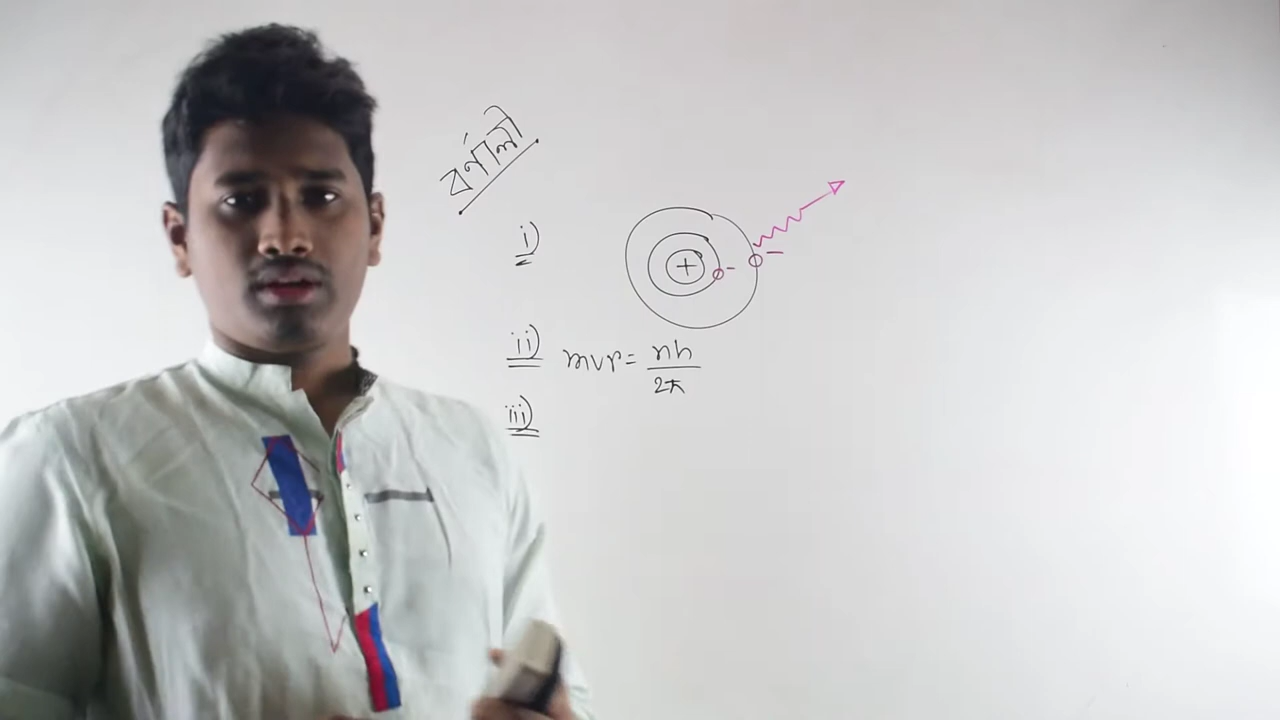 বর্ণালী
i)
+
- -
ii) mvr = nh/2π
iii)